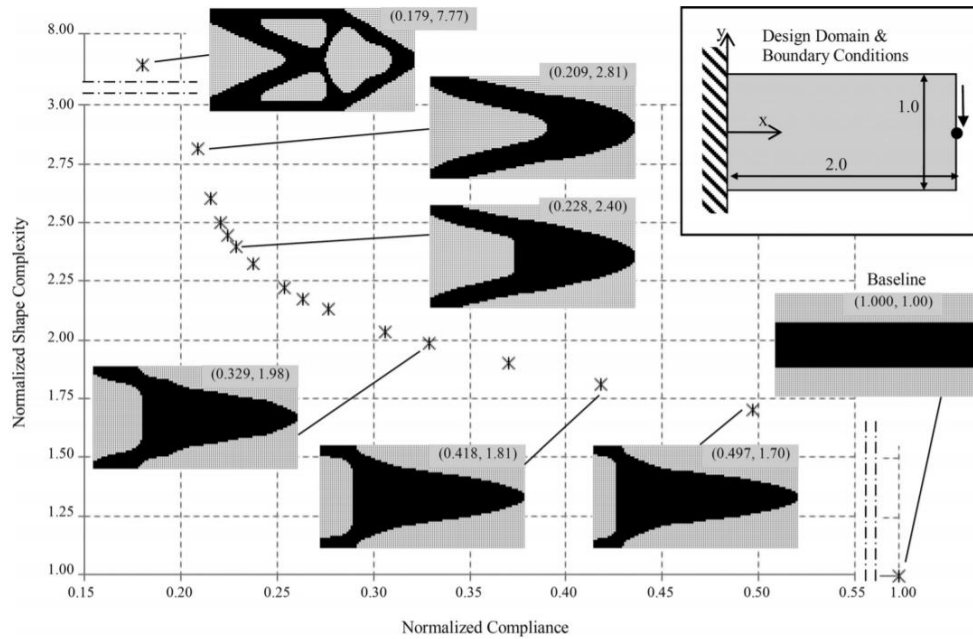 8.00
3.00
2.75
2.50
2.25
2.00
1.75
1.50
1.25
1.00
Normalized Shape Complexity
(0.179, 7.77)
(0.209, 2.81)
(0.228, 2.40)
(0.329, 1.98)
(0.418, 1.81)
(0.497, 1.70)
Baseline
(1.000, 1.00)
Design Domain &
Boundary Conditions
y
x
1.0
2.0
0.15 0.20 0.25 0.30 0.35 0.40 0.45 0.50 0.55 1.00
Normalized Compliance